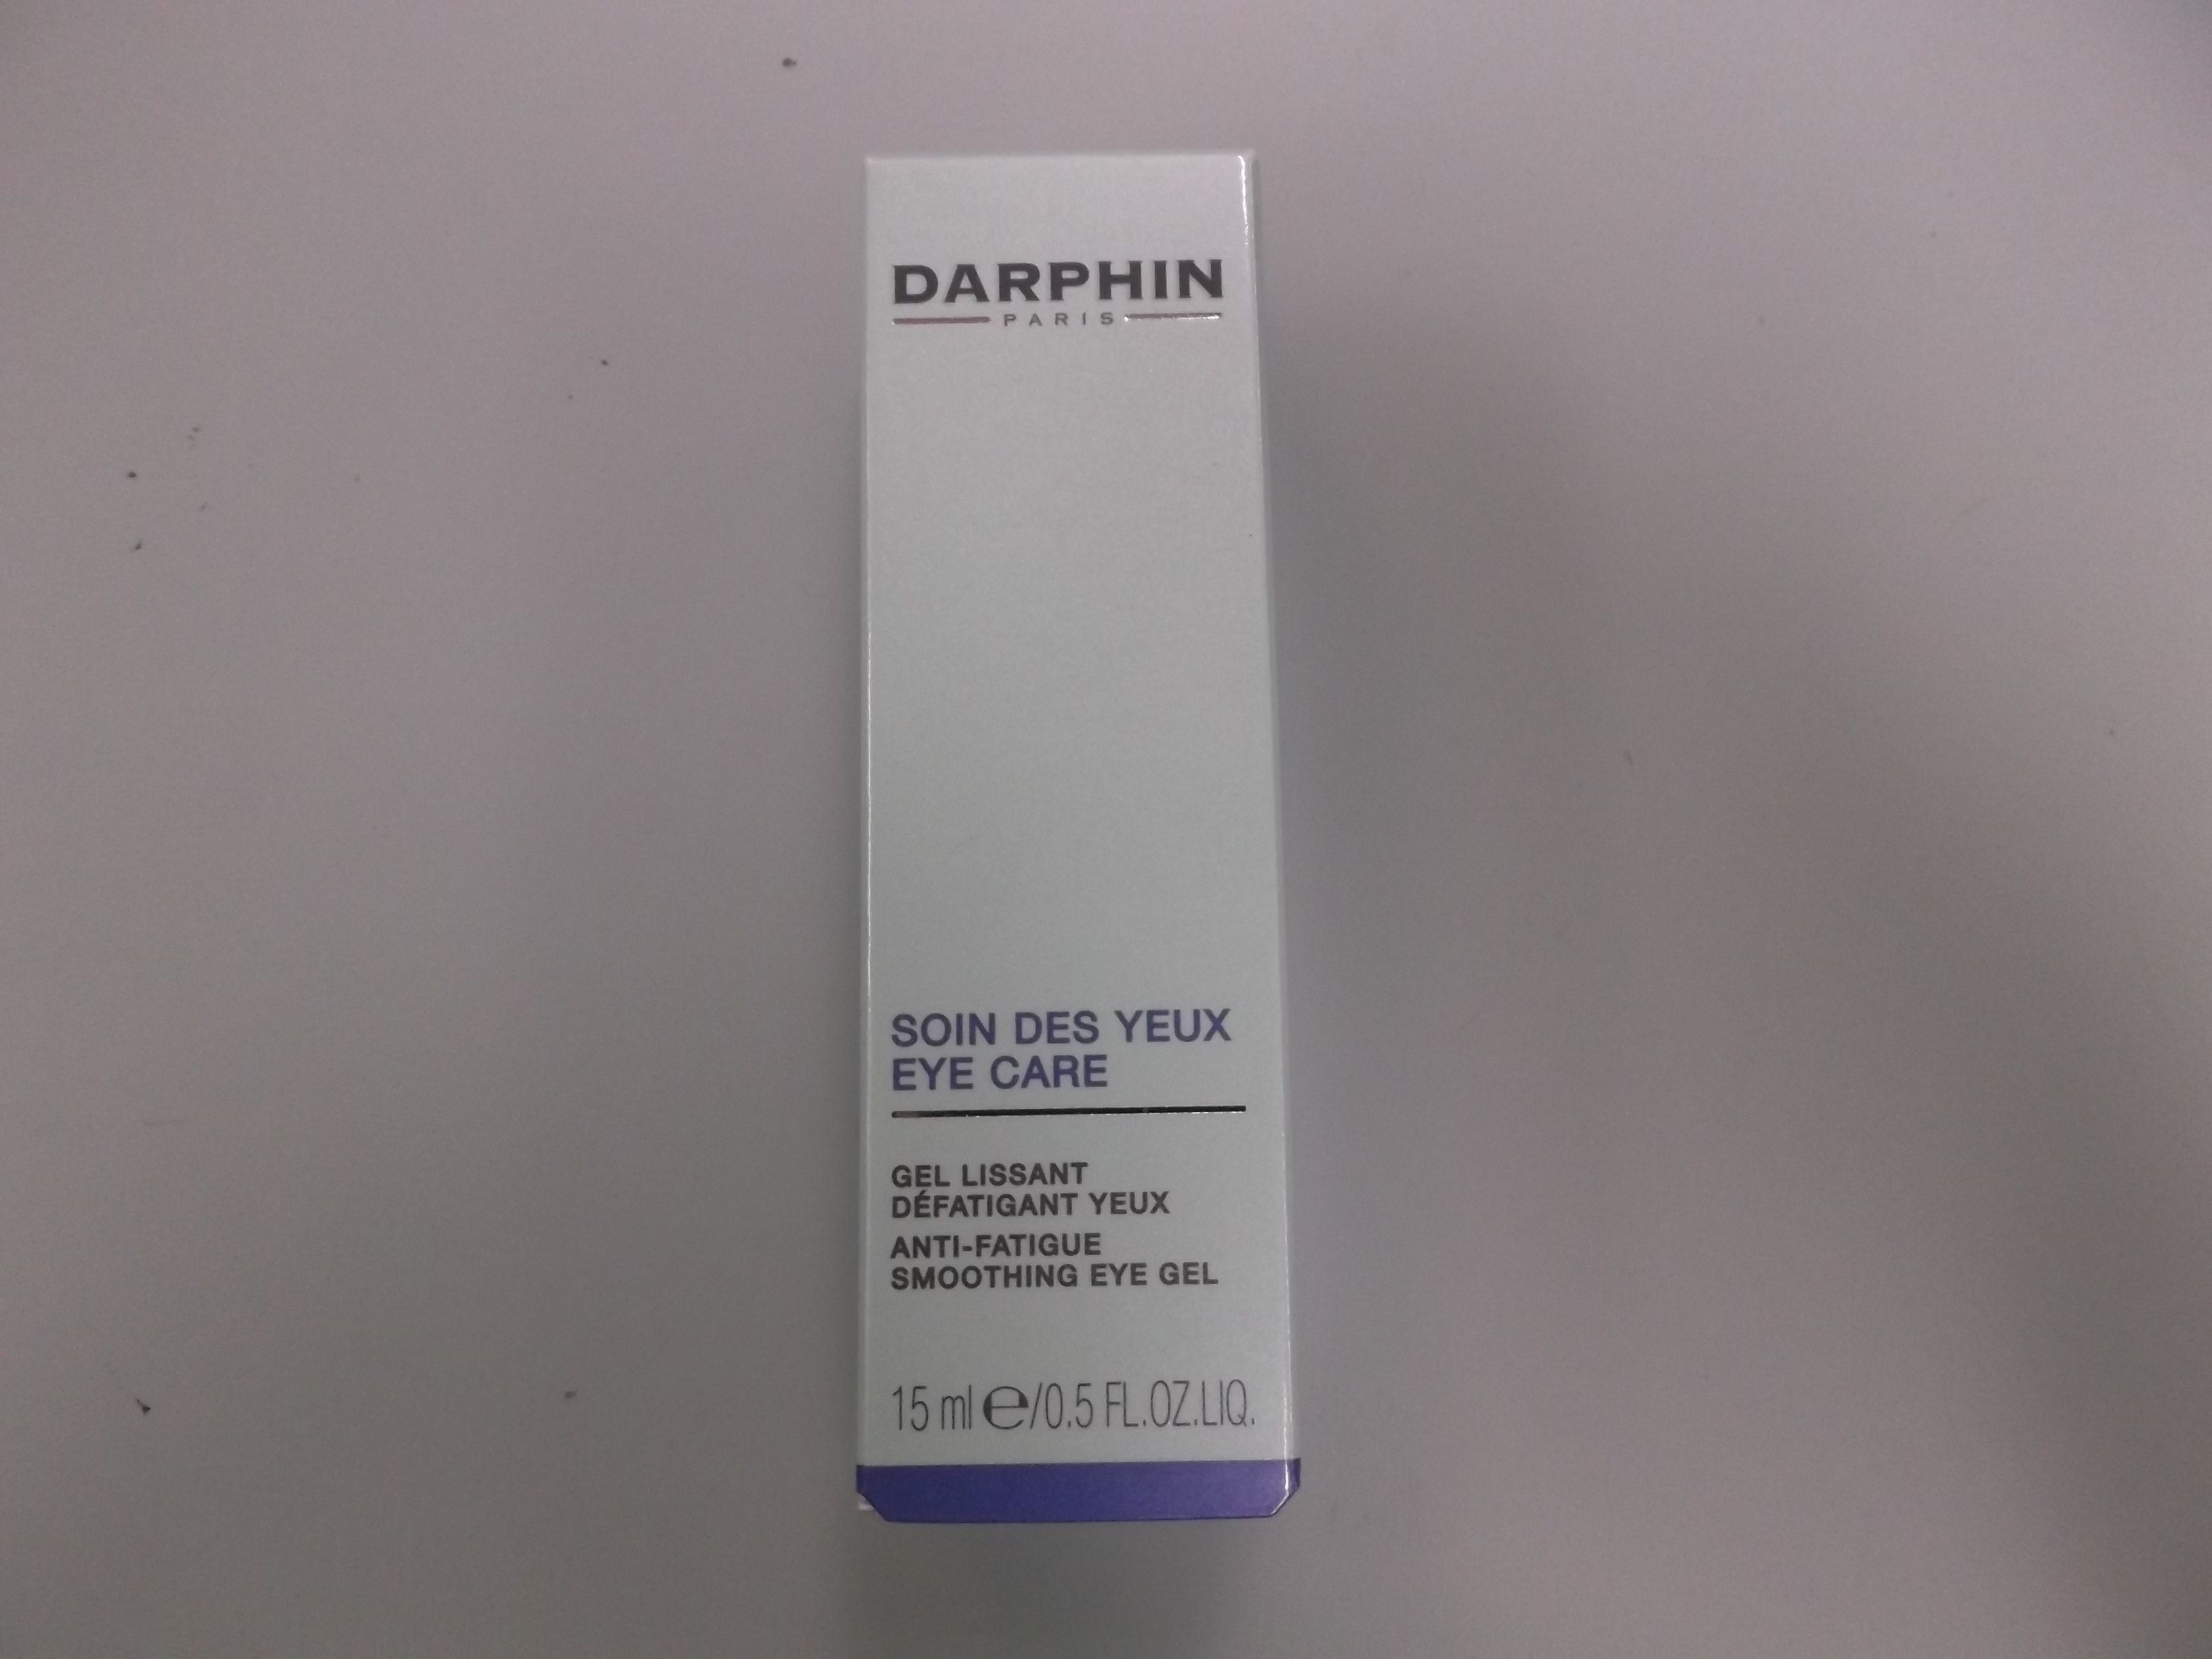 DARPHIN
PARIS
SOIN DES YEUX
EYE CARE
GEL LISSANT
DÉFATIGANT YEUX
ANTI-FATIGUE
SMOOTHING EYE GEL
15 ml ℮/0.5 FL.OZ.LIQ.